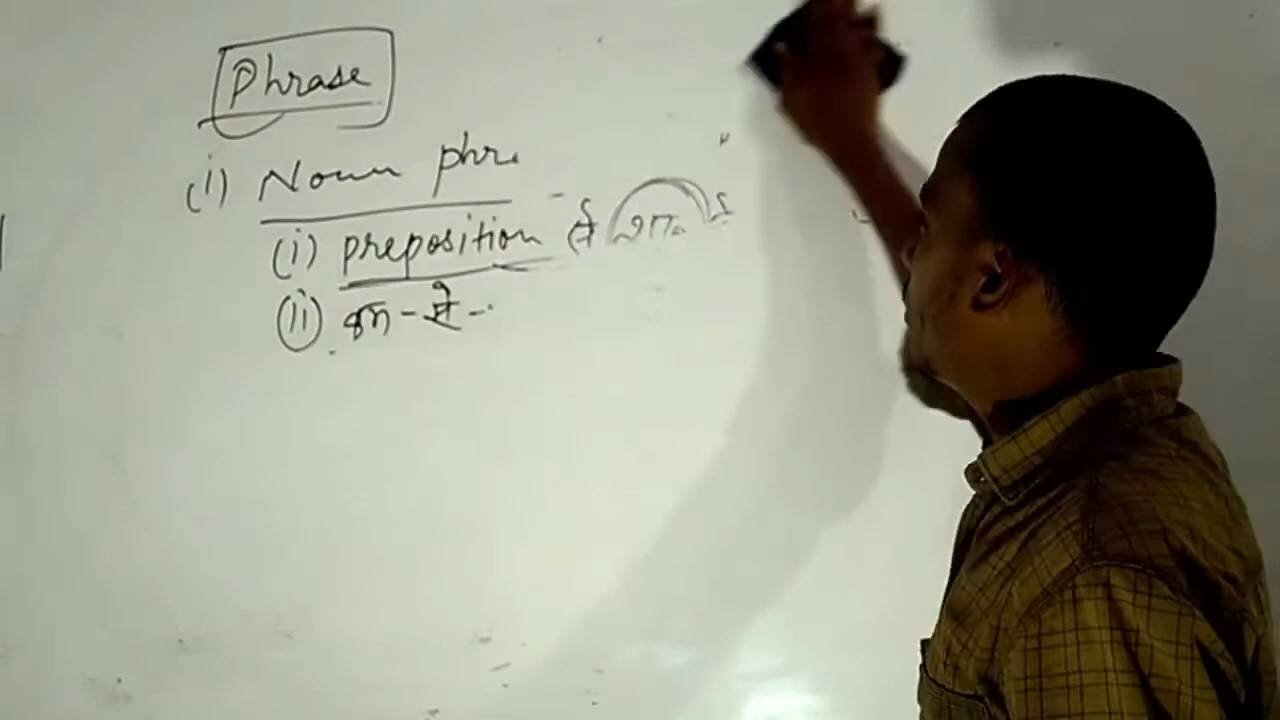 Phrase
(i) Noun phr.
(i) preposition से
(ii) कम - से -